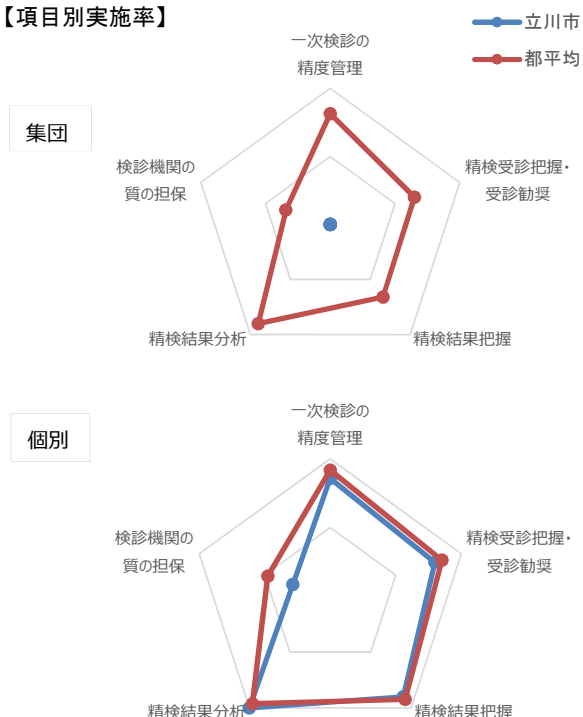 【項目別実施率】
立川市
都平均
集団
一次検診の
精度管理
精検受診把握・
受診勧奨
精検結果把握
精検結果分析
検診機関の
質の担保
個別
一次検診の
精度管理
精検受診把握・
受診勧奨
精検結果把握
精検結果分析
検診機関の
質の担保